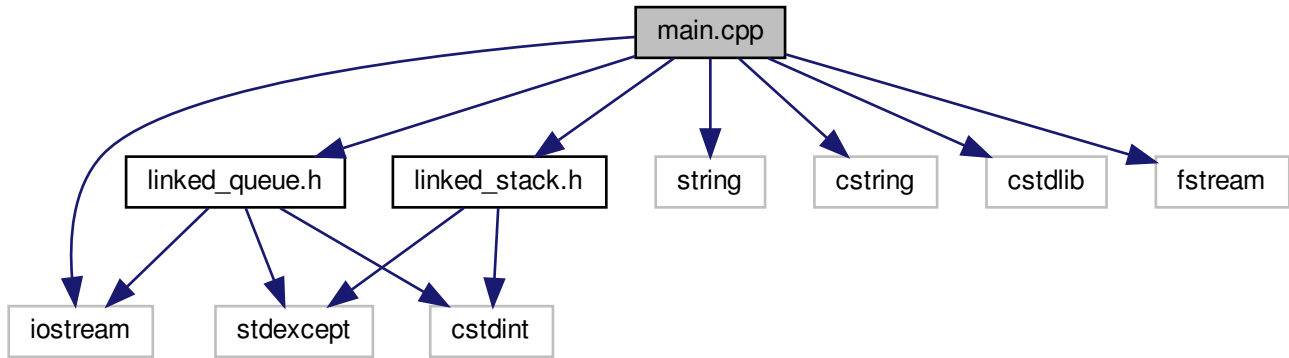 main.cpp
linked_queue.h
linked_stack.h
string
cstring
cstdlib
fstream
iostream
stdexcept
cstdint